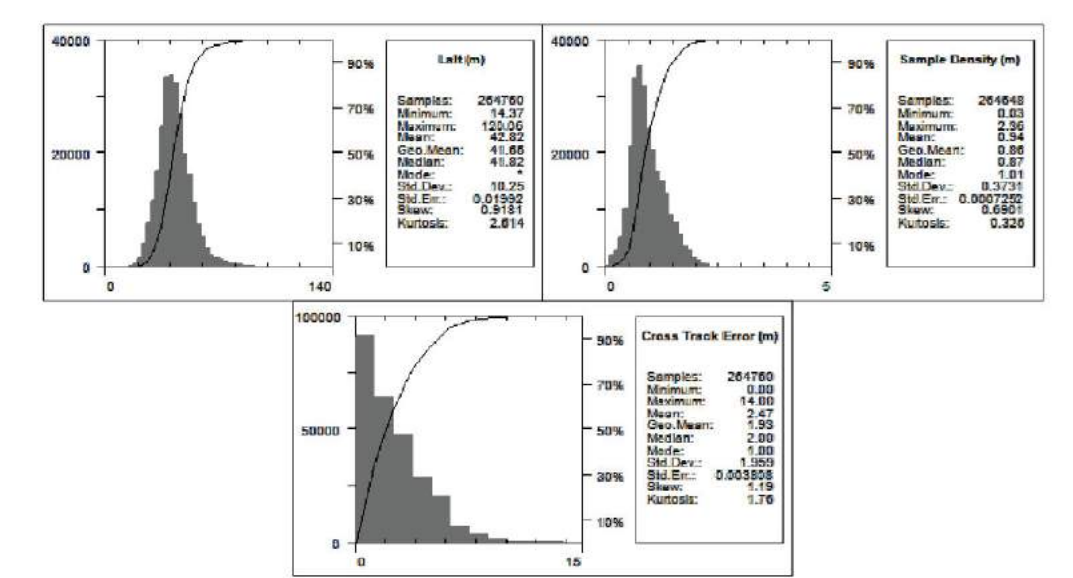 40000
20000
0
0
140
90%
70%
50%
30%
10%
Lalt (m)
Samples: 264760
Minimum: 14.37
Maximum: 120.05
Mean: 42.82
Geo.Mean: 41.66
Median: 41.82
Mode: *
Std.Dev.: 10.25
Std.Err.: 0.01992
Skew: 0.9181
Kurtosis: 2.614
40000
20000
0
0
5
90%
70%
50%
30%
10%
Sample Density (m)
Samples: 264648
Minimum: 0.03
Maximum: 2.36
Mean: 0.94
Geo.Mean: 0.86
Median: 0.87
Mode: 1.01
Std.Dev.: 0.3731
Std.Err.: 0.0007252
Skew: 0.6901
Kurtosis: 0.326
100000
50000
0
0
15
90%
70%
50%
30%
10%
Cross Track Error (m)
Samples: 264760
Minimum: 0.00
Maximum: 14.00
Mean: 2.47
Geo.Mean: 1.93
Median: 2.00
Mode: 1.00
Std.Dev.: 1.959
Std.Err.: 0.003808
Skew: 1.19
Kurtosis: 1.76